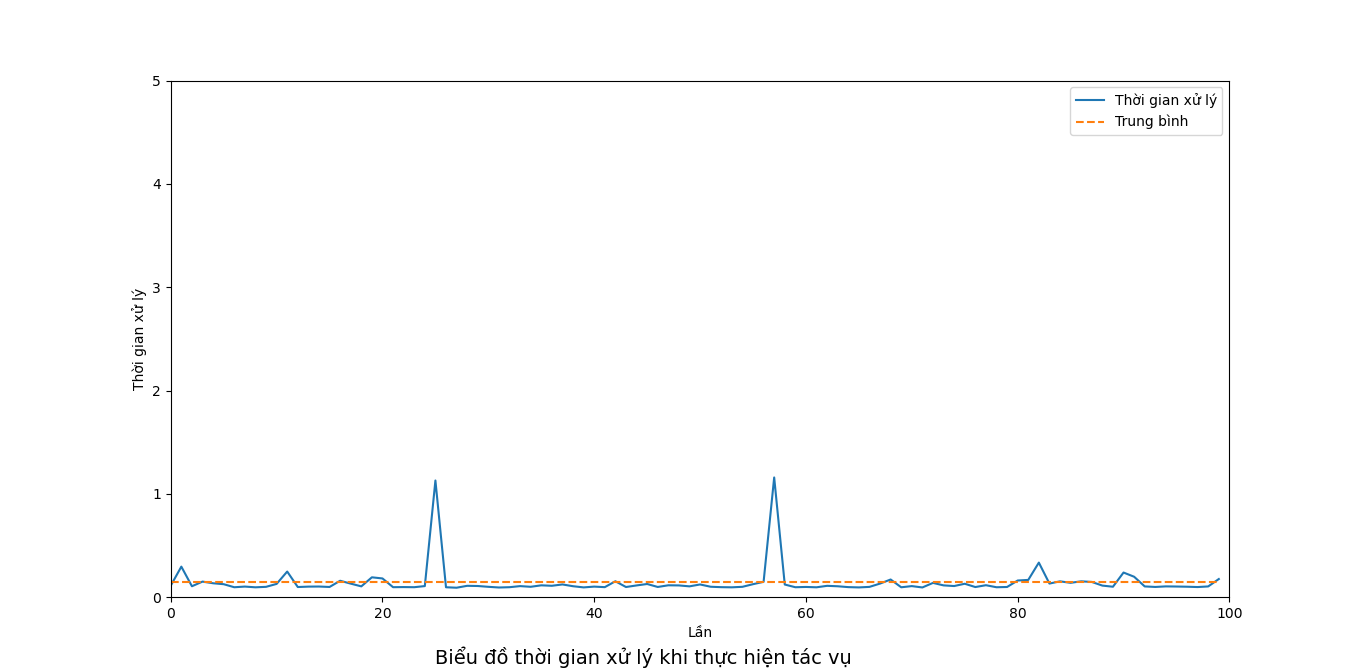 5
4
3
2
1
0
Thời gian xử lý
Thời gian xử lý
Trung bình
0 20 40 60 80 100
Lần
Biểu đồ thời gian xử lý khi thực hiện tác vụ